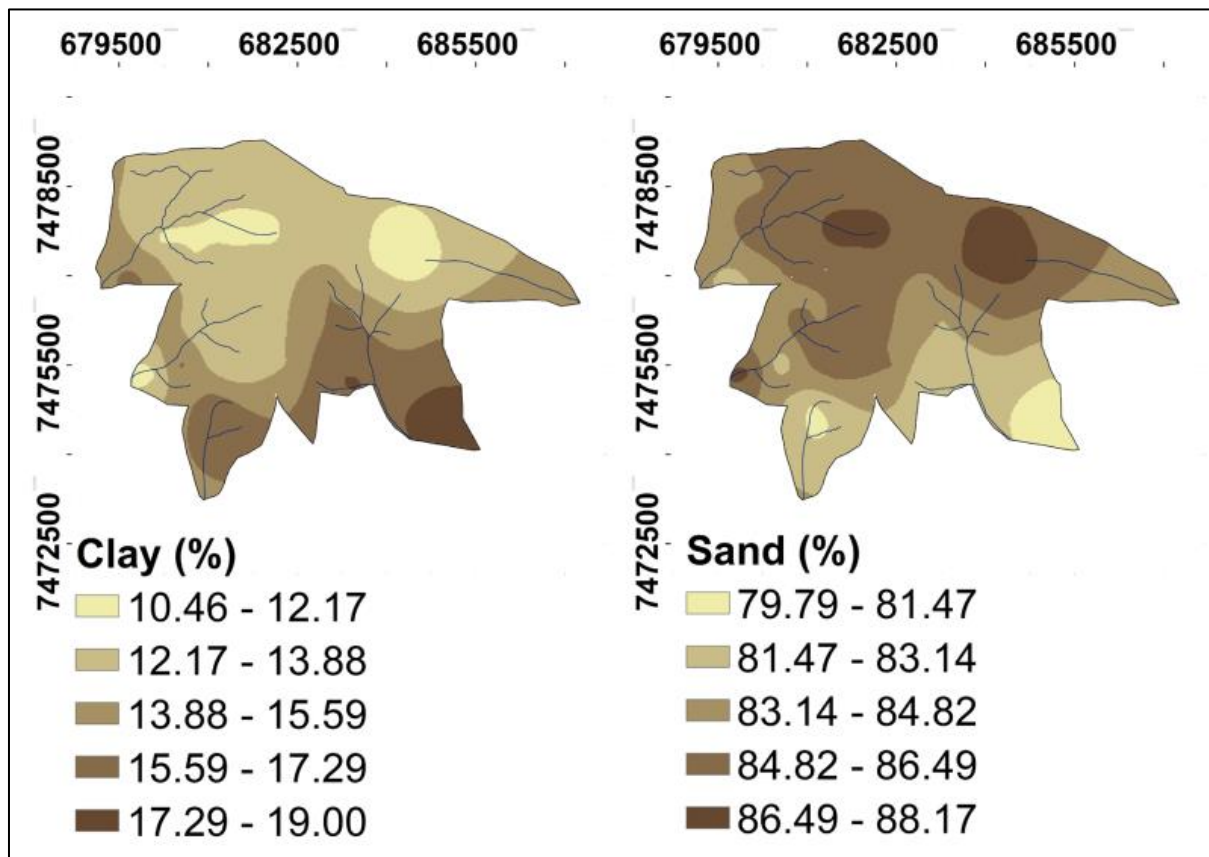 679500 682500 685500
679500 682500 685500
7478500
7475500
7472500
7478500
7475500
7472500
Clay (%)
10.46 - 12.17
12.17 - 13.88
13.88 - 15.59
15.59 - 17.29
17.29 - 19.00
Sand (%)
79.79 - 81.47
81.47 - 83.14
83.14 - 84.82
84.82 - 86.49
86.49 - 88.17